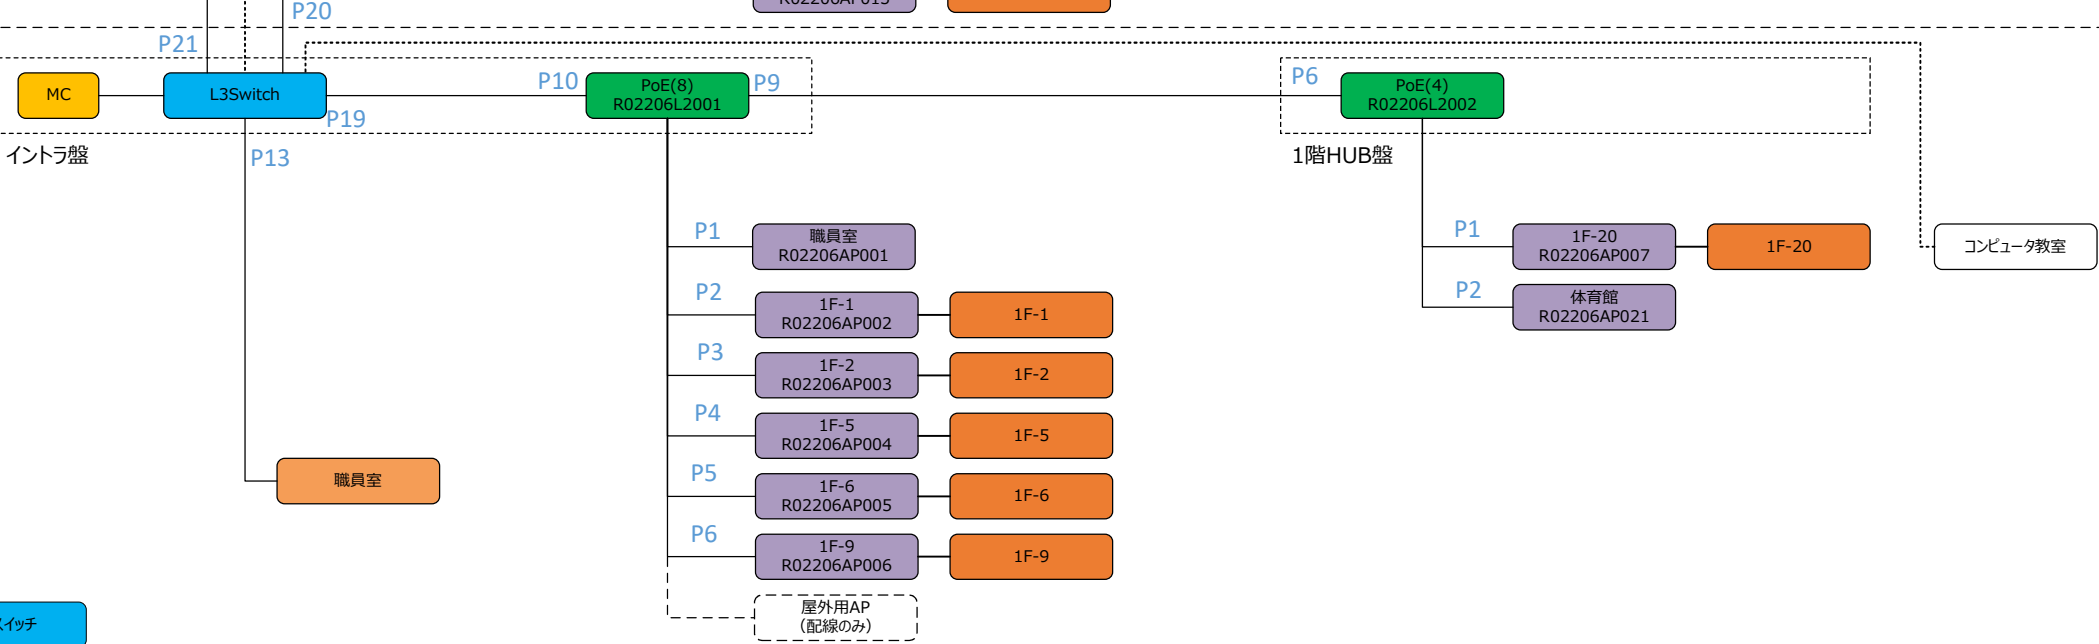 P20
R02206AP015
P21
MC
L3Switch
P19
P10
PoE(8)
R02206L2001
P9
P6
PoE(4)
R02206L2002
イントラ盤
P13
1階HUB盤
P1
職員室
R02206AP001
P1
1F-20
R02206AP007
1F-20
コンピュータ教室
P2
1F-1
R02206AP002
1F-1
P2
体育館
R02206AP021
P3
1F-2
R02206AP003
1F-2
P4
1F-5
R02206AP004
1F-5
職員室
P5
1F-6
R02206AP005
1F-6
P6
1F-9
R02206AP006
1F-9
屋外用AP
(配線のみ)
イッチ